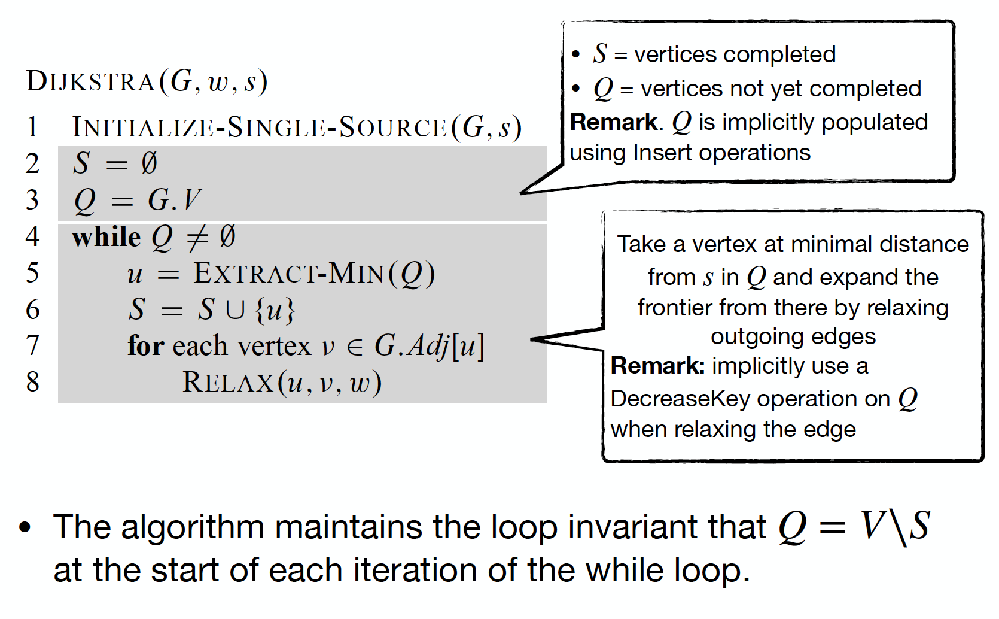 DIJKSTRA(G, w, s)
1 INITIALIZE-SINGLE-SOURCE(G, s)
2 S = ∅
3 Q = G.V
4 while Q ≠ ∅
5 u = EXTRACT-MIN(Q)
6 S = S ∪ {u}
7 for each vertex v ∈ G.Adj[u]
8 RELAX(u, v, w)
• S = vertices completed
• Q = vertices not yet completed
Remark. Q is implicitly populated
using Insert operations
Take a vertex at minimal distance
from s in Q and expand the
frontier from there by relaxing
outgoing edges
Remark: implicitly use a
DecreaseKey operation on Q
when relaxing the edge
• The algorithm maintains the loop invariant that Q = V\S
at the start of each iteration of the while loop.